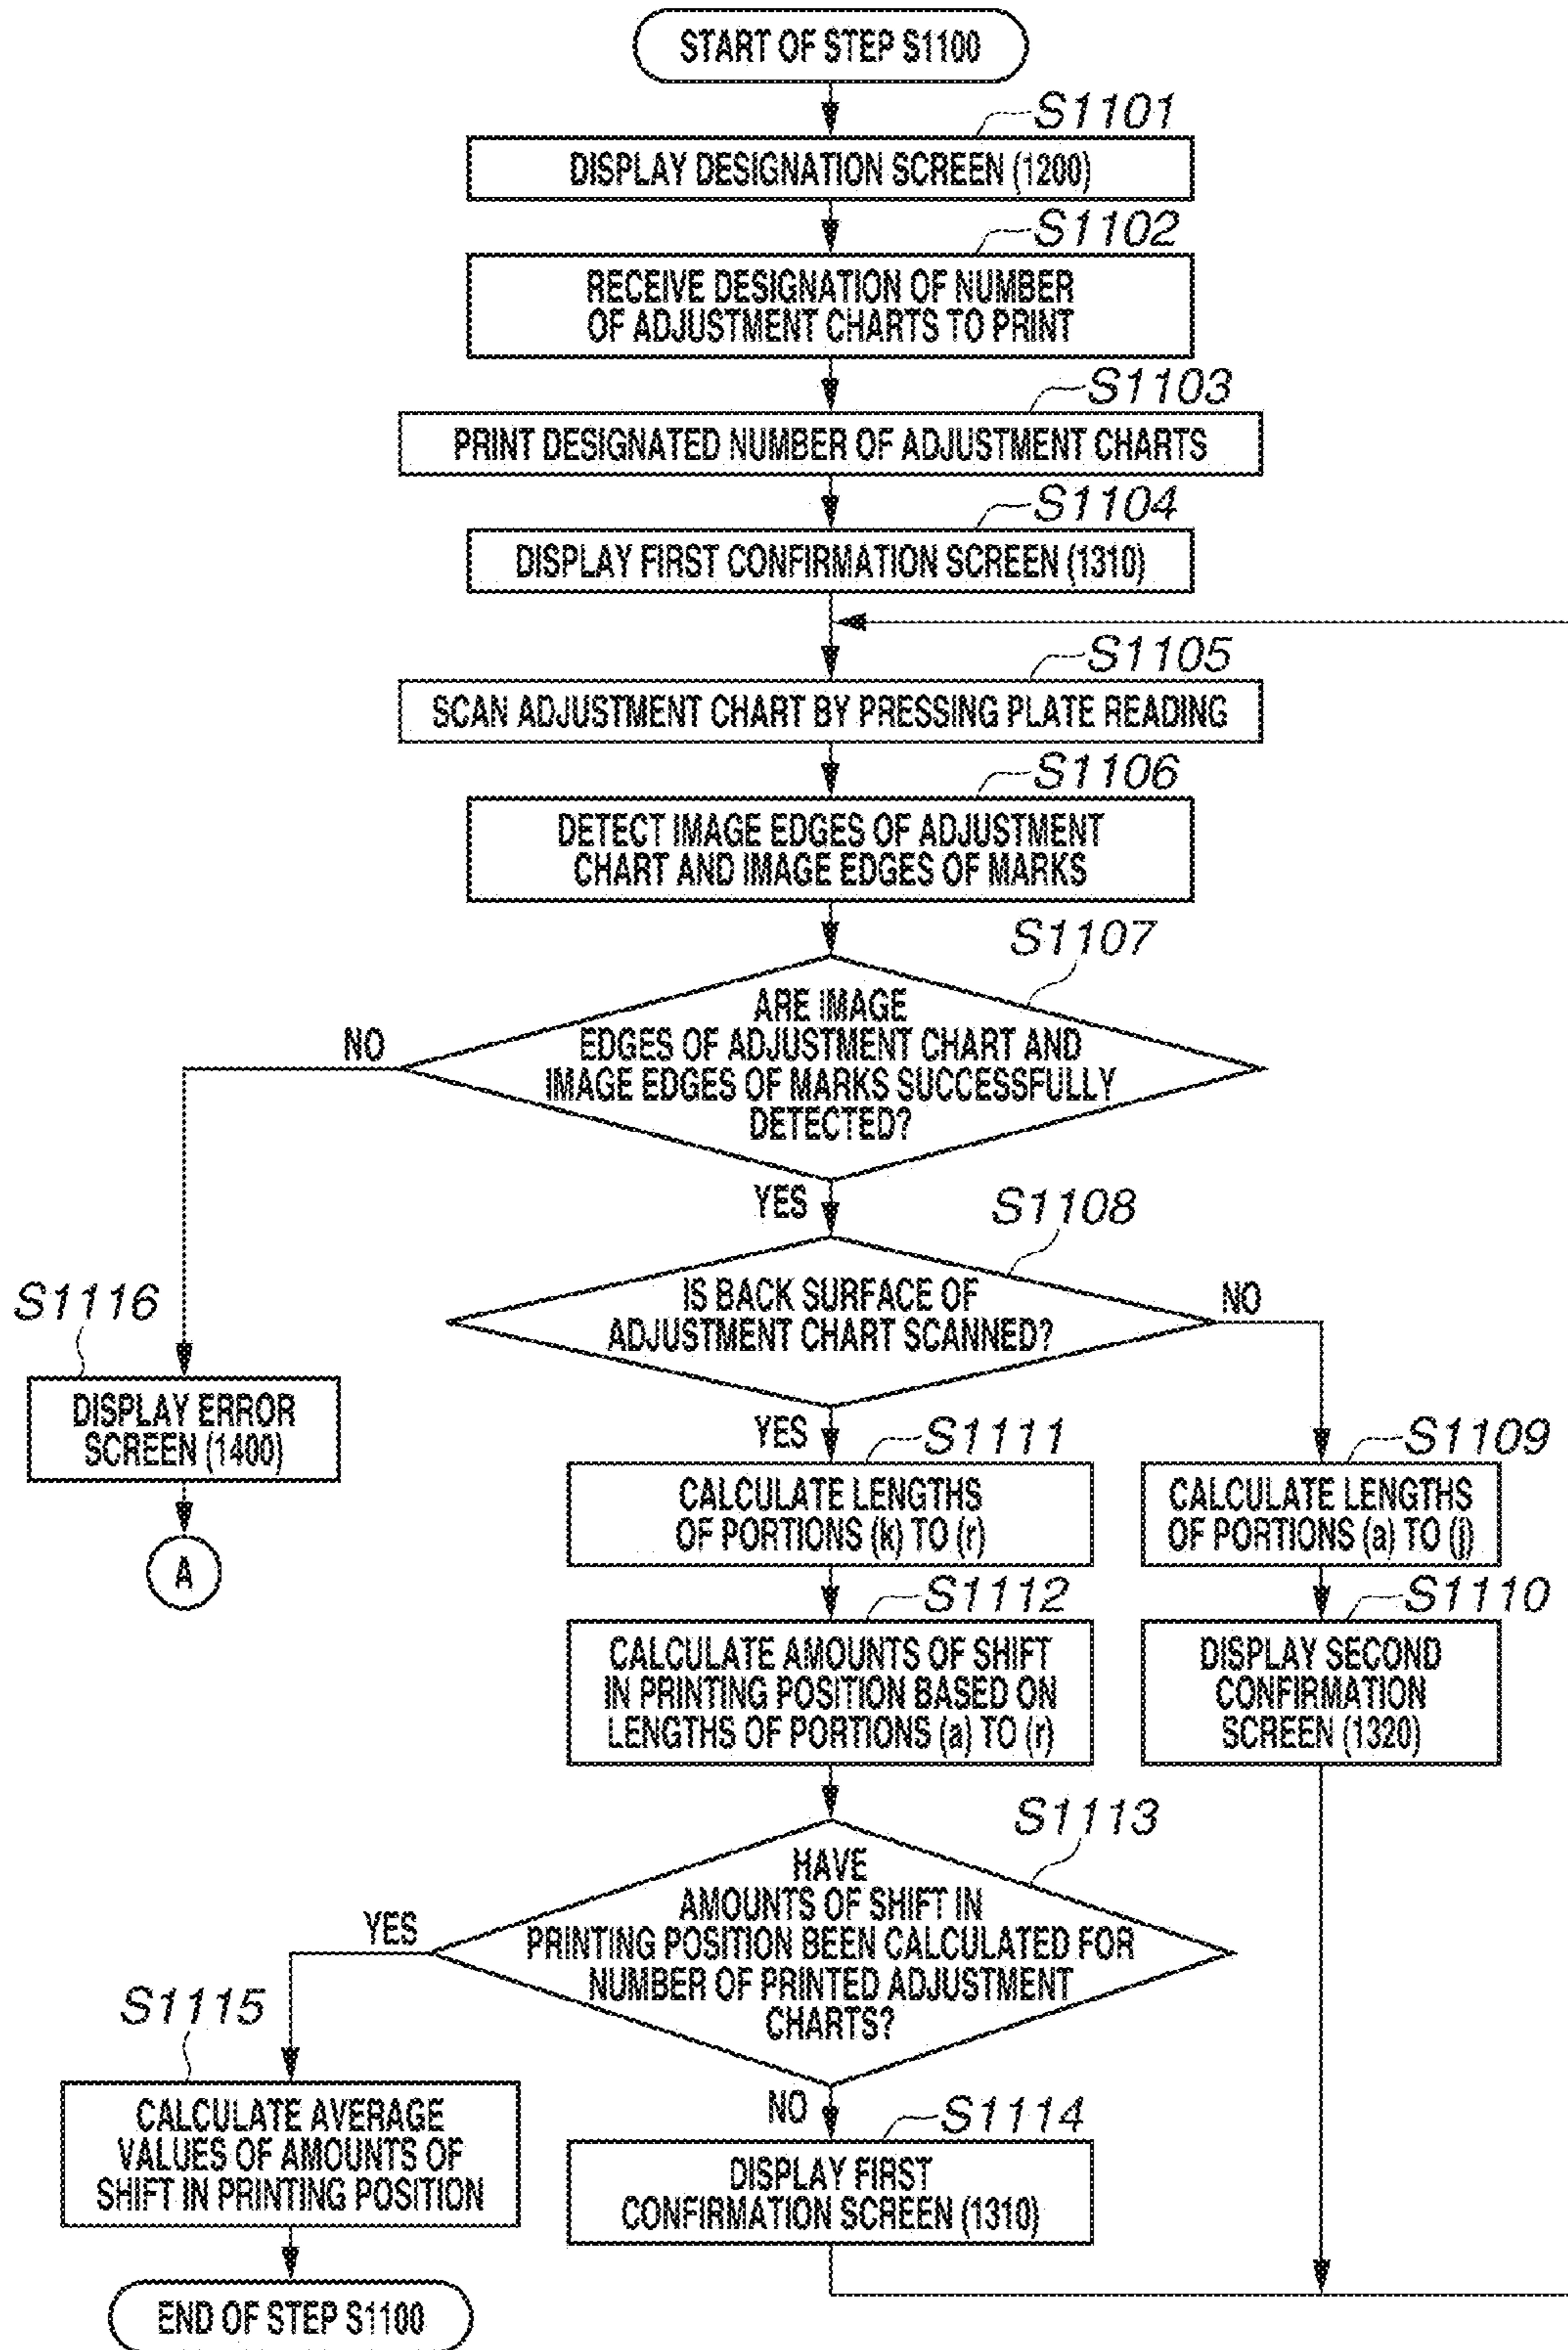 START OF STEP S1100
S1101
DISPLAY DESIGNATION SCREEN (1200)
S1102
RECEIVE DESIGNATION OF NUMBER
OF ADJUSTMENT CHARTS TO PRINT
S1103
PRINT DESIGNATED NUMBER OF ADJUSTMENT CHARTS
S1104
DISPLAY FIRST CONFIRMATION SCREEN (1310)
S1105
SCAN ADJUSTMENT CHART BY PRESSING PLATE READING
S1106
DETECT IMAGE EDGES OF ADJUSTMENT
CHART AND IMAGE EDGES OF MARKS
S1107
ARE IMAGE
EDGES OF ADJUSTMENT CHART AND
IMAGE EDGES OF MARKS SUCCESSFULLY
DETECTED?
NO
YES
S1108
IS BACK SURFACE OF
ADJUSTMENT CHART SCANNED?
NO
YES
S1116
DISPLAY ERROR
SCREEN (1400)
A
S1111
CALCULATE LENGTHS
OF PORTIONS (k) TO (r)
S1109
CALCULATE LENGTHS
OF PORTIONS (a) TO (j)
S1112
CALCULATE AMOUNTS OF SHIFT
IN PRINTING POSITION BASED ON
LENGTHS OF PORTIONS (a) TO (r)
S1110
DISPLAY SECOND
CONFIRMATION
SCREEN (1320)
S1113
HAVE
AMOUNTS OF SHIFT IN
PRINTING POSITION BEEN CALCULATED FOR
NUMBER OF PRINTED ADJUSTMENT
CHARTS?
YES
NO
S1115
CALCULATE AVERAGE
VALUES OF AMOUNTS OF
SHIFT IN PRINTING POSITION
S1114
DISPLAY FIRST
CONFIRMATION SCREEN (1310)
END OF STEP S1100